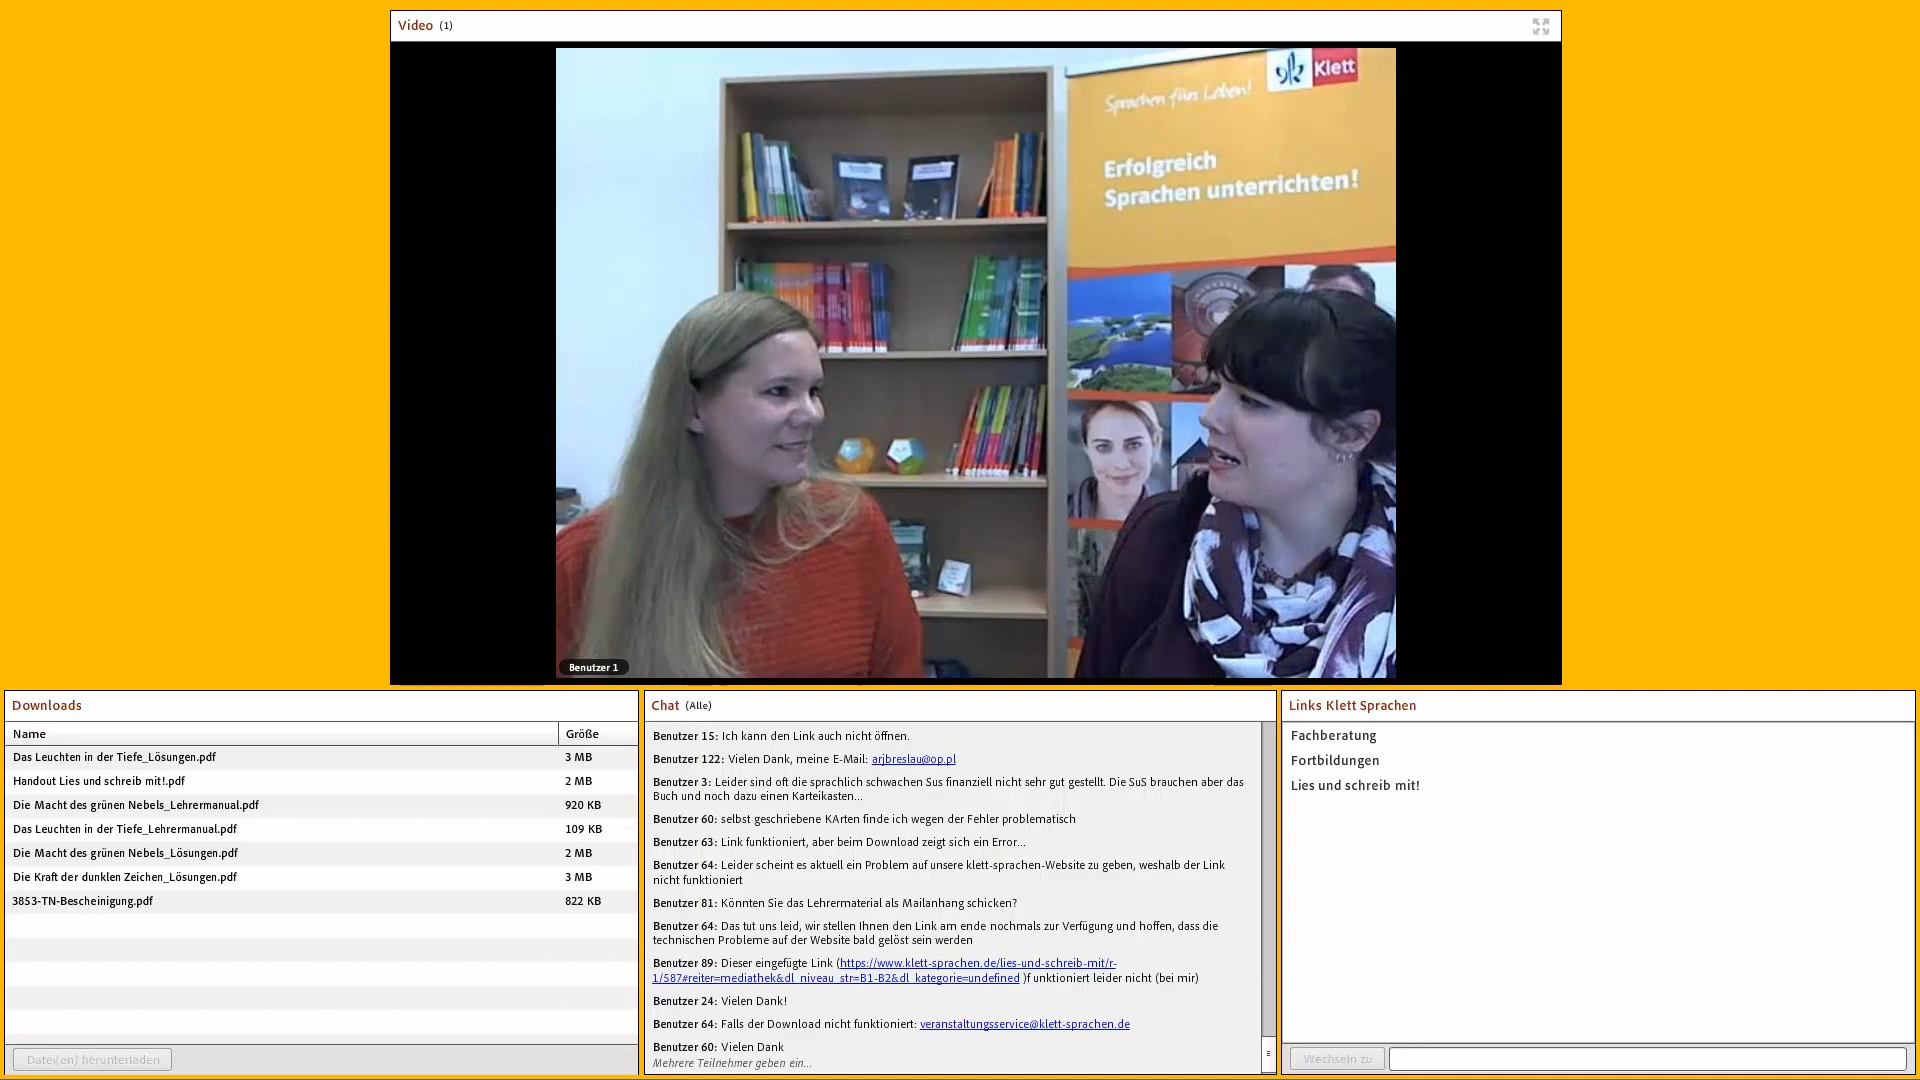 Video (1)
Klett
Sprachen fürs Leben!
Erfolgreich
Sprachen unterrichten!
Benutzer 1
Downloads
Name Größe
Das Leuchten in der Tiefe_Lösungen.pdf 3 MB
Handout Lies und schreib mit!.pdf 2 MB
Die Macht des grünen Nebels_Lehrermanual.pdf 920 KB
Das Leuchten in der Tiefe_Lehrermanual.pdf 109 KB
Die Macht des grünen Nebels_Lösungen.pdf 2 MB
Die Kraft der dunklen Zeichen_Lösungen.pdf 3 MB
3853-TN-Bescheinigung.pdf 822 KB
Datei(en) herunterladen
Chat (Alle)
Benutzer 15: Ich kann den Link auch nicht öffnen.
Benutzer 122: Vielen Dank, meine E-Mail: arjbreslau@op.pl
Benutzer 3: Leider sind oft die sprachlich schwachen Sus finanziell nicht sehr gut gestellt. Die SuS brauchen aber das
Buch und noch dazu einen Karteikasten...
Benutzer 60: selbst geschriebene KArten finde ich wegen der Fehler problematisch
Benutzer 63: Link funktioniert, aber beim Download zeigt sich ein Error...
Benutzer 64: Leider scheint es aktuell ein Problem auf unsere klett-sprachen-Website zu geben, weshalb der Link
nicht funktioniert
Benutzer 81: Könnten Sie das Lehrermaterial als Mailanhang schicken?
Benutzer 64: Das tut uns leid, wir stellen Ihnen den Link am ende nochmals zur Verfügung und hoffen, dass die
technischen Probleme auf der Website bald gelöst sein werden
Benutzer 89: Dieser eingefügte Link (https://www.klett-sprachen.de/lies-und-schreib-mit/r-
1/587#reiter=mediathek&dl_niveau_str=B1-B2&dl_kategorie=undefined )f unktioniert leider nicht (bei mir)
Benutzer 24: Vielen Dank!
Benutzer 64: Falls der Download nicht funktioniert: veranstaltungsservice@klett-sprachen.de
Benutzer 60: Vielen Dank
Mehrere Teilnehmer geben ein...
Links Klett Sprachen
Fachberatung
Fortbildungen
Lies und schreib mit!
Wechseln zu